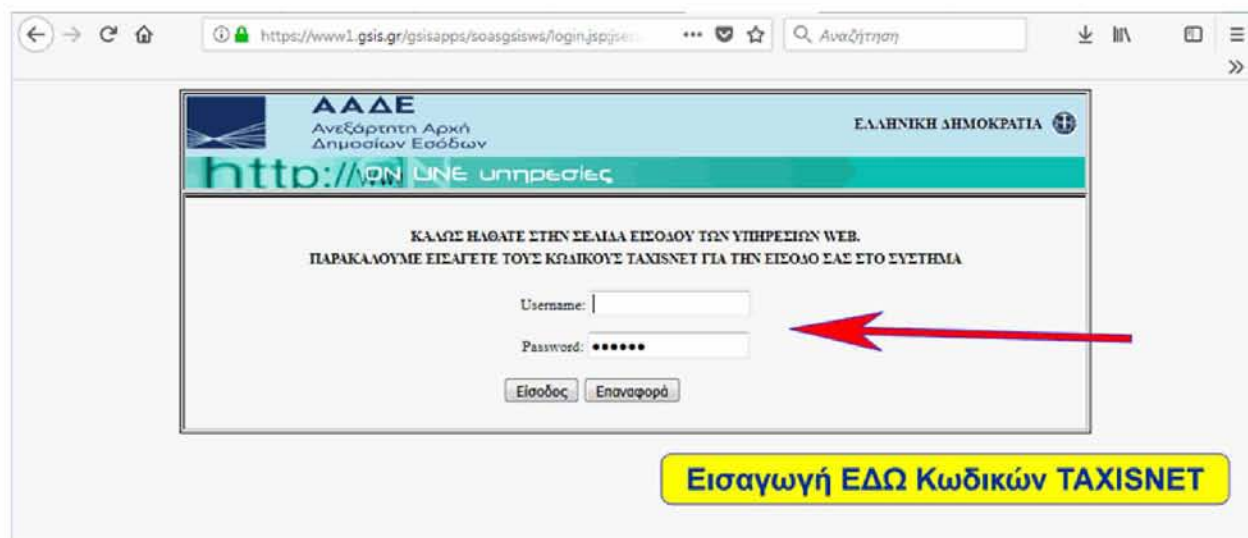 https://www1.gsis.gr/gsisapps/soasgsisws/login.jsp;jse
Αναζήτηση
ΑΑΔΕ
Ανεξάρτητη Αρχή
Δημοσίων Εσόδων
ΕΛΛΗΝΙΚΗ ΔΗΜΟΚΡΑΤΙΑ
http://www
ON LINE υπηρεσίες
ΚΑΛΩΣ ΗΛΘΑΤΕ ΣΤΗΝ ΣΕΛΙΔΑ ΕΙΣΟΔΟΥ ΤΩΝ ΥΠΗΡΕΣΙΩΝ WEB.
ΠΑΡΑΚΑΛΟΥΜΕ ΕΙΣΑΓΕΤΕ ΤΟΥΣ ΚΩΔΙΚΟΥΣ TAXISNET ΓΙΑ ΤΗΝ ΕΙΣΟΔΟ ΣΑΣ ΣΤΟ ΣΥΣΤΗΜΑ
Username:
Password: ••••••
Είσοδος Επαναφορά
Εισαγωγή ΕΔΩ Κωδικών TAXISNET